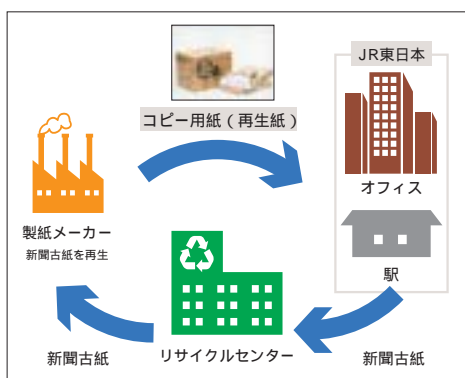 JR東日本
コピー用紙（再生紙）
オフィス
製紙メーカー
新聞古紙を再生
駅
新聞古紙
リサイクルセンター
新聞古紙